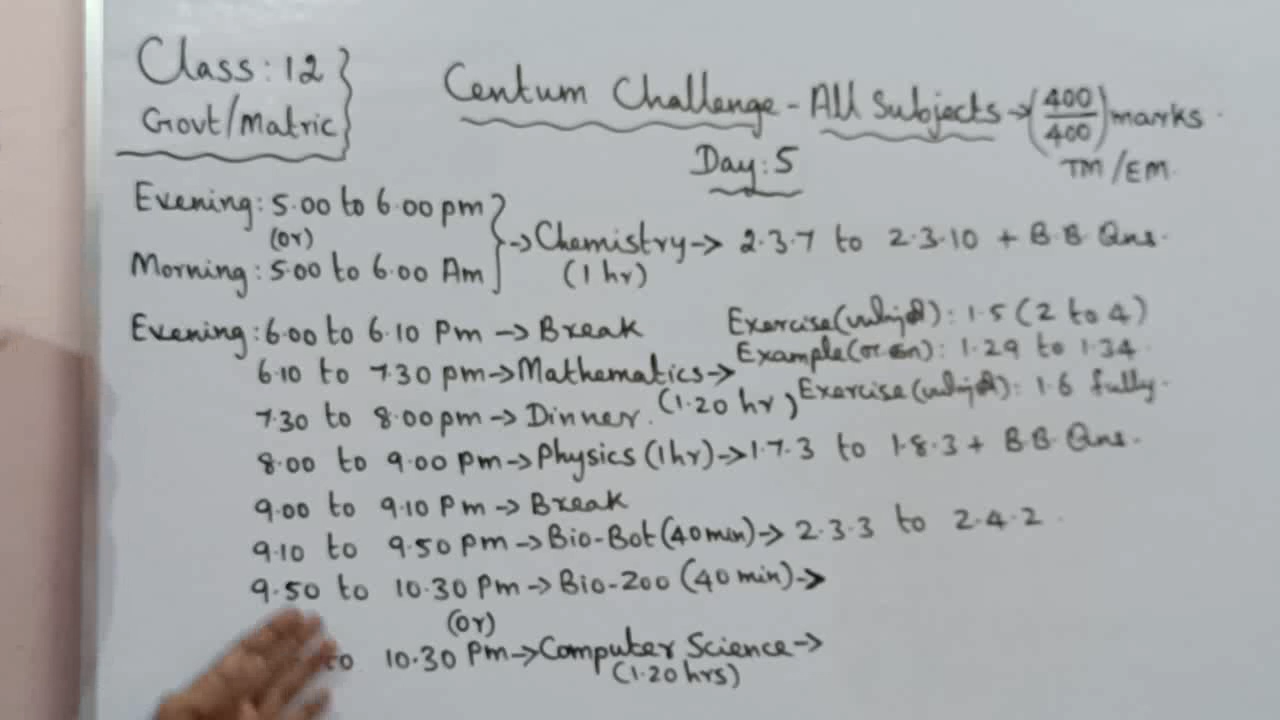 Class: 12
Govt/Matric
Centum Challenge - All Subjects → (400/400) marks.
TM/EM.
Day: 5
Evening: 5.00 to 6.00 pm
(or)
Morning: 5.00 to 6.00 Am
→ Chemistry → 2.3.7 to 2.3.10 + B.B Qns.
(1 hr)
Evening: 6.00 to 6.10 Pm → Break
6.10 to 7.30 pm → Mathematics →
(1.20 hr)
Exercise : 1.5 (2 to 4)
Example : 1.29 to 1.34.
Exercise : 1.6 fully.
7.30 to 8.00 pm → Dinner.
8.00 to 9.00 pm → Physics (1hr) → 1.7.3 to 1.8.3 + B.B Qns.
9.00 to 9.10 Pm → Break
9.10 to 9.50 pm → Bio-Bot (40 min) → 2.3.3 to 2.4.2.
9.50 to 10.30 Pm → Bio-Zoo (40 min) →
(or)
to 10.30 Pm → Computer Science →
(1.20 hrs)